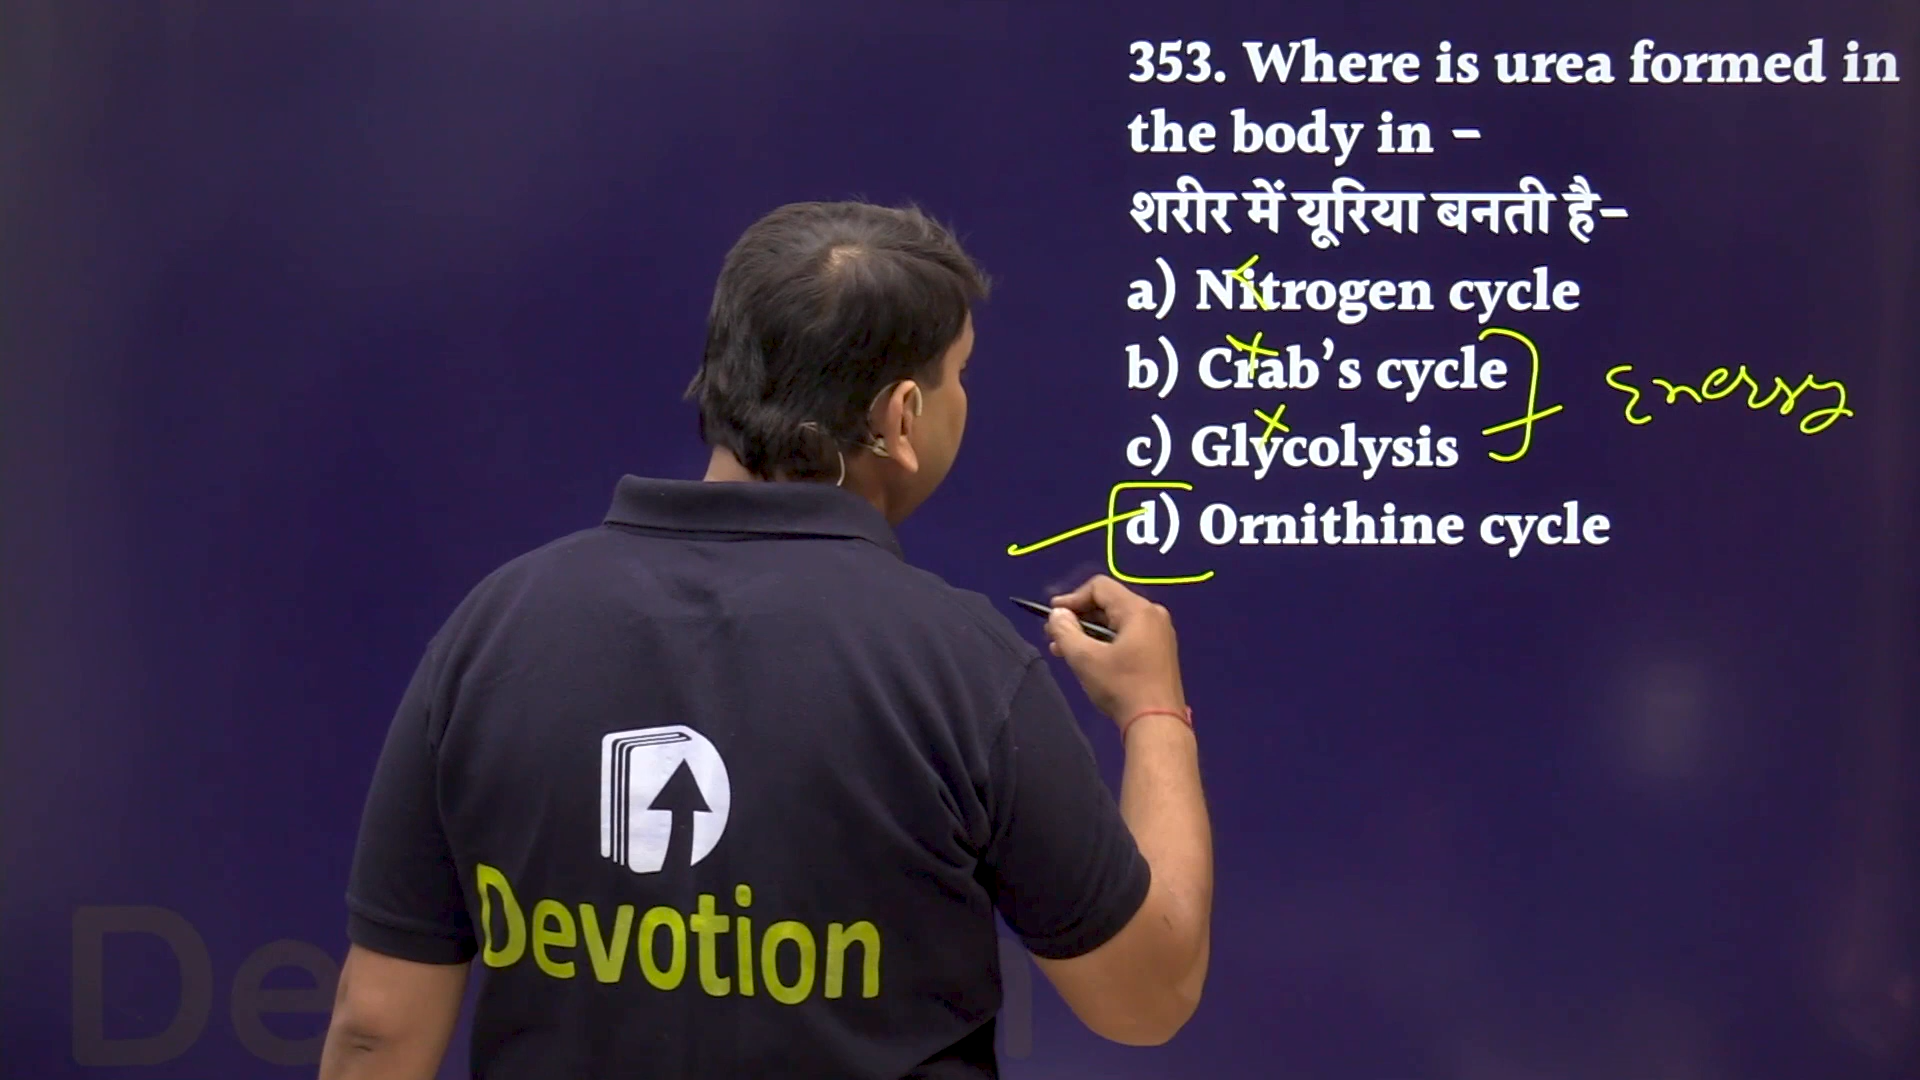 353. Where is urea formed in
the body in –
शरीर में यूरिया बनती है–
a) Nitrogen cycle
b) Crab's cycle
c) Glycolysis
d) Ornithine cycle
Energy
Devotion
De